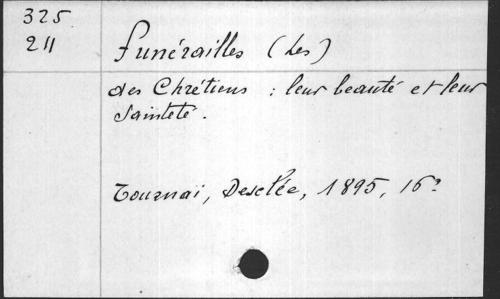 325
211
Funérailles (Les)
des Chrétiens : leur beauté et leur
Sainteté.
Tournai, Desclée, 1895, 16°